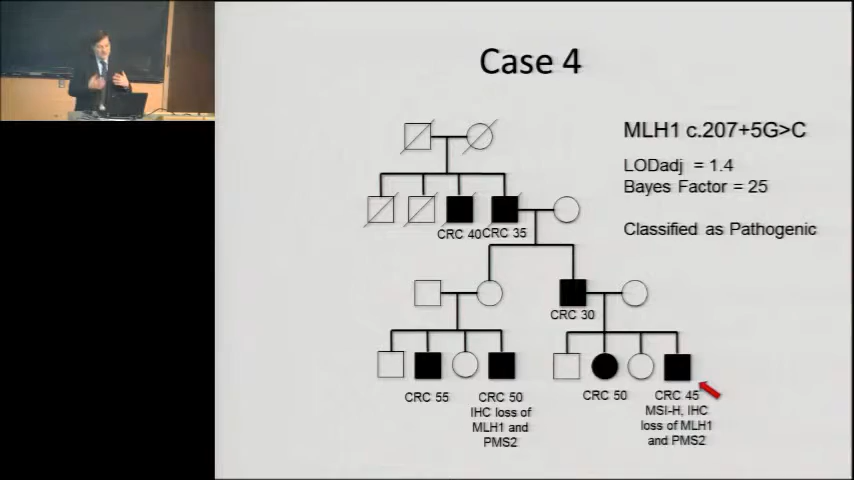 Case 4
MLH1 c.207+5G>C
LODadj = 1.4
Bayes Factor = 25
Classified as Pathogenic
CRC 40
CRC 35
CRC 30
CRC 55
CRC 50
IHC loss of
MLH1 and
PMS2
CRC 50
CRC 45
MSI-H, IHC
loss of MLH1
and PMS2